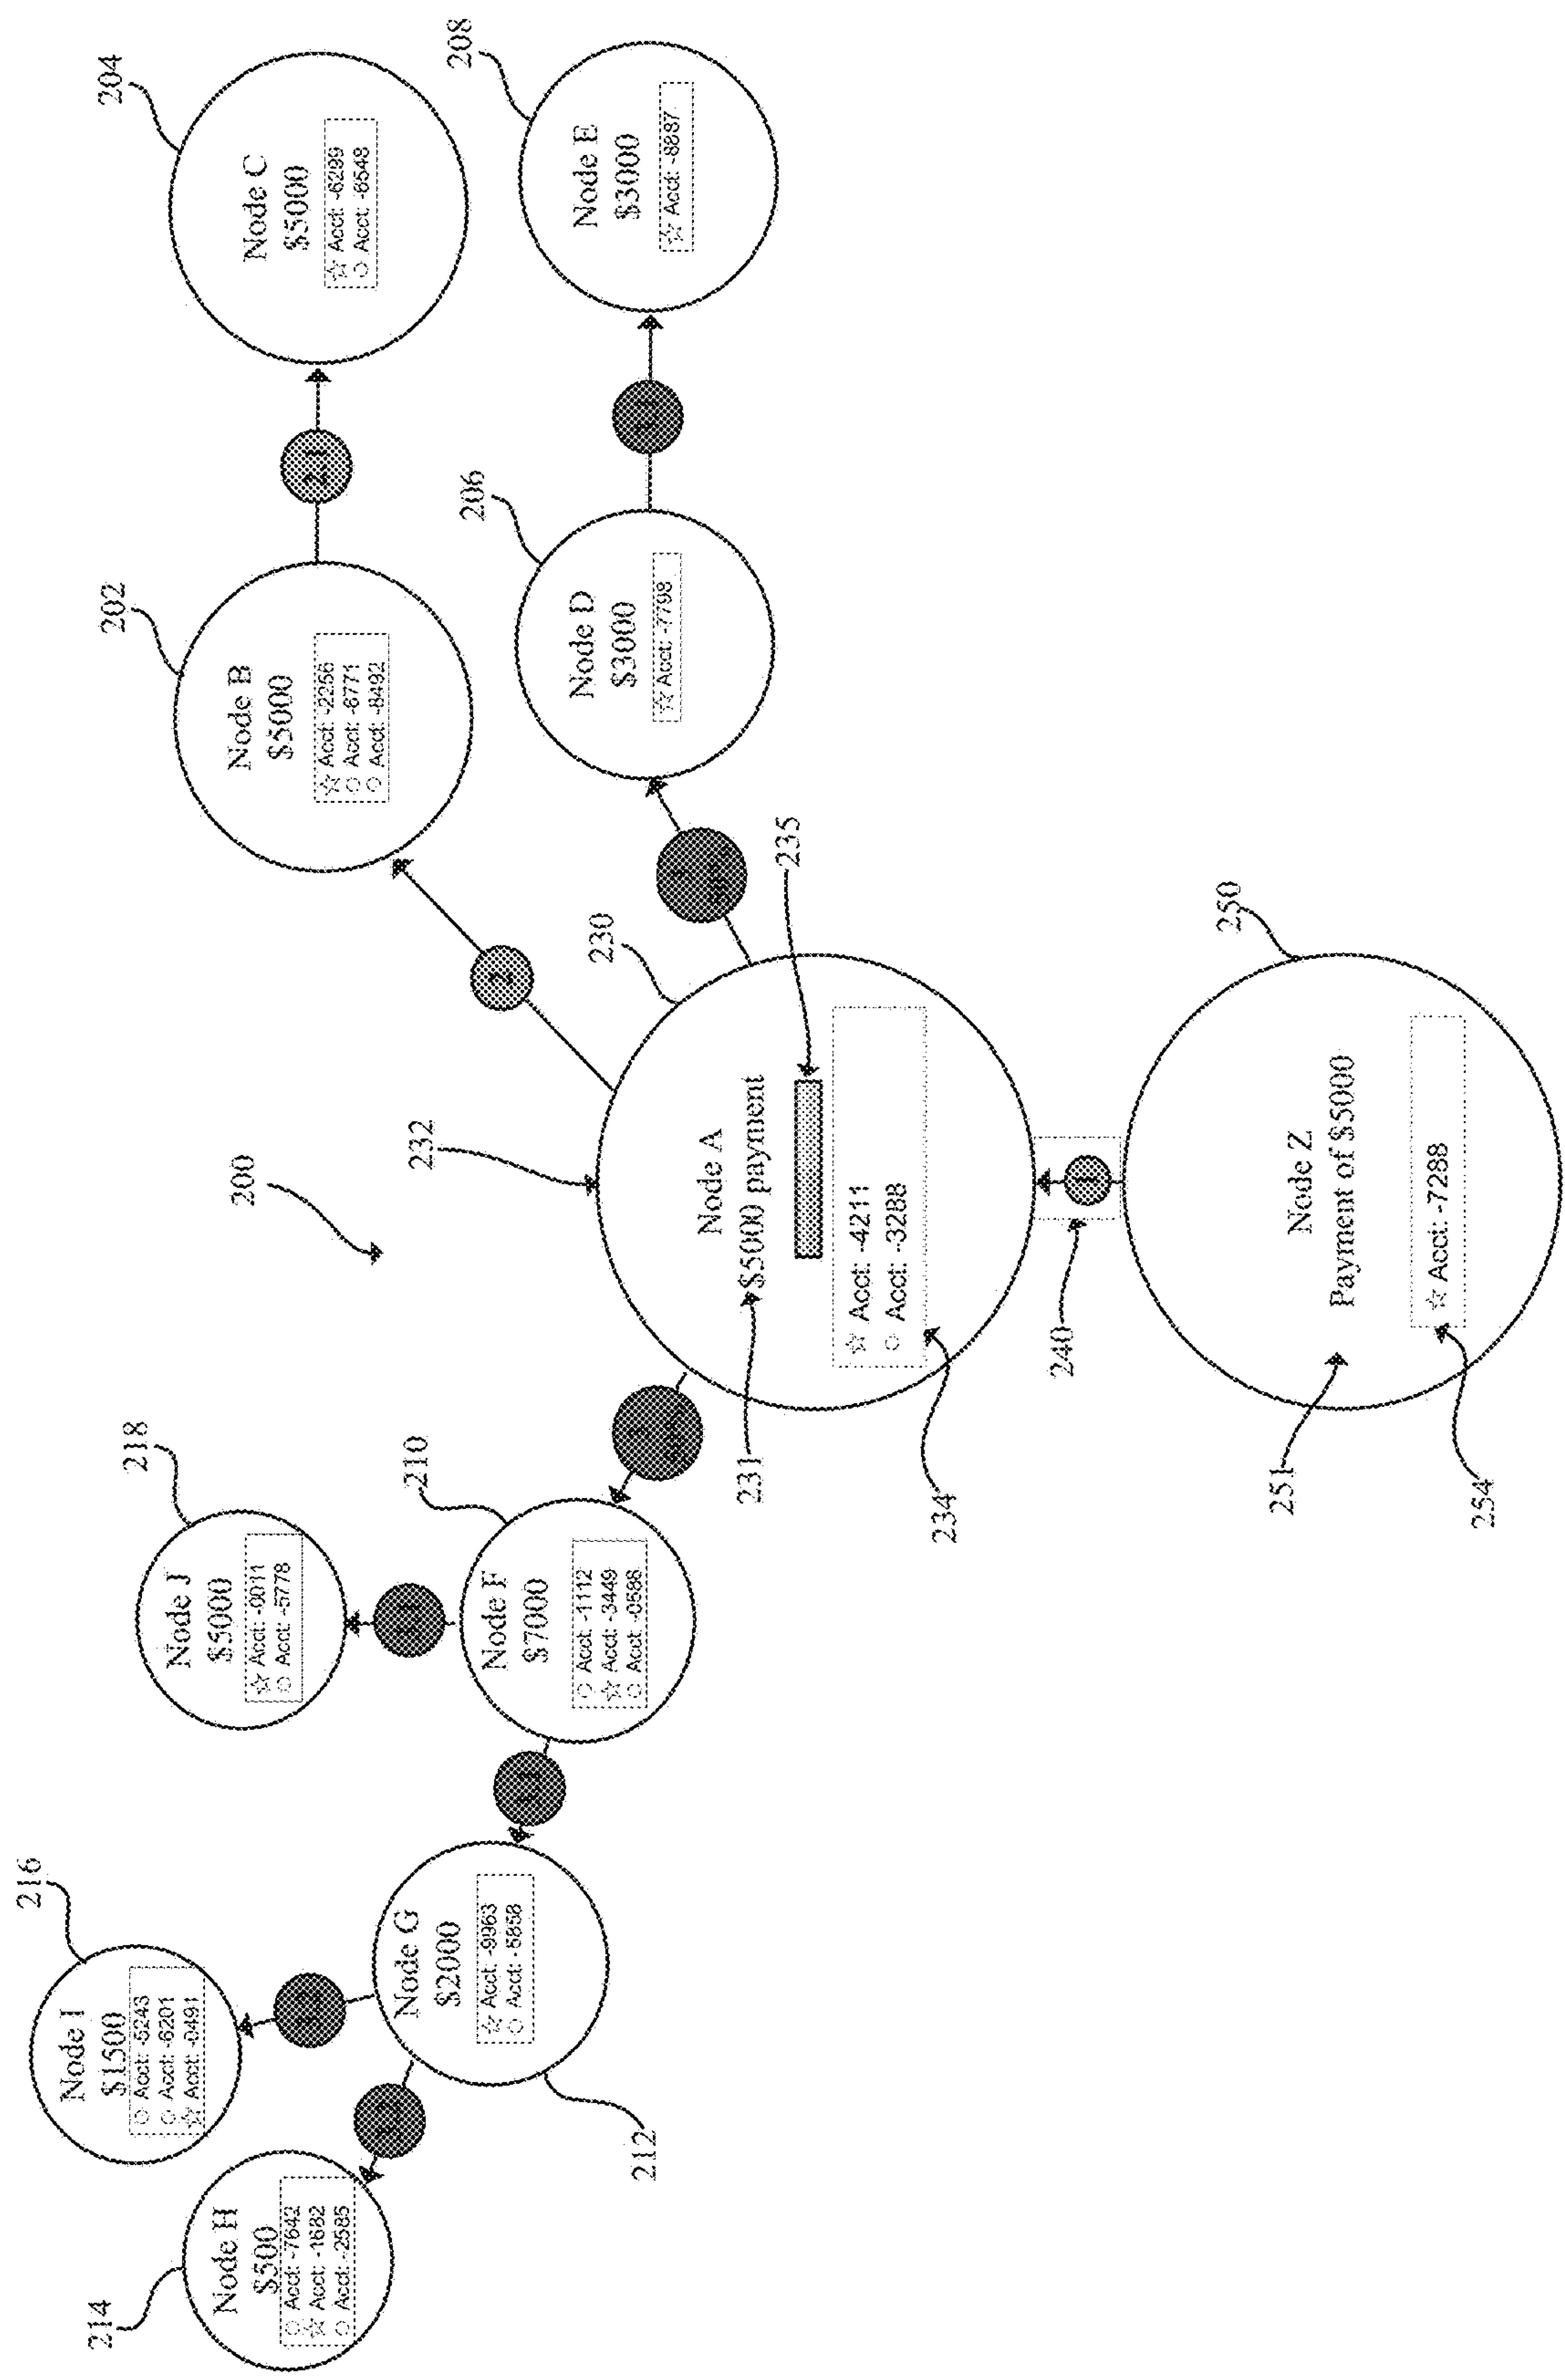 204
Node C
$5000
☆ Acct: -6299
○ Acct: -6548
208
Node E
$3000
☆ Acct: -8887
2.1
202
Node B
$5000
☆ Acct: -2256
○ Acct: -6771
○ Acct: -8492
206
Node D
$3000
☆ Acct: -7798
2
235
200
232
230
Node A
$5000 payment
☆ Acct: -4211
○ Acct: -3288
231
234
1
240
250
Node Z
Payment of $5000
☆ Acct: -7288
251
254
218
Node J
$5000
☆ Acct: -0011
○ Acct: -5778
210
Node F
$7000
○ Acct: -1112
☆ Acct: -3449
○ Acct: -0586
216
Node I
$1500
○ Acct: -5243
○ Acct: -6201
☆ Acct: -0491
Node G
$2000
☆ Acct: -9963
○ Acct: -5858
212
214
Node H
$500
○ Acct: -7642
☆ Acct: -1682
○ Acct: -2585